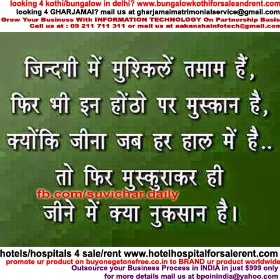 looking 4 kothi/bungalow in delhi? www.bungalowkothiforsaleandrent.com
looking 4 GHARJAMAI? mail us at gharjamaimatrimonialservice@gmail.com
Grow Your Business With INFORMATION TECHNOLOGY On Partnership Basis
Call us at : 09 211 711 311 or mail us at aakanshainfotech@gmail.com
जिन्दगी में मुश्किलें तमाम हैं,
फिर भी इन होंठो पर मुस्कान है,
क्योंकि जीना जब हर हाल में है..
तो फिर मुस्कुराकर ही
fb.com/suvichar.daily
जीने में क्या नुकसान है।
hotels/hospitals 4 sale/rent www.hotelhospitalforsalerent.com
promote ur product on buyonegetonefree.co.in to BRAND ur product worldwide
Outsource your Business Process in INDIA in just $999 only
for more details mail us at bpoinindia@yahoo.com